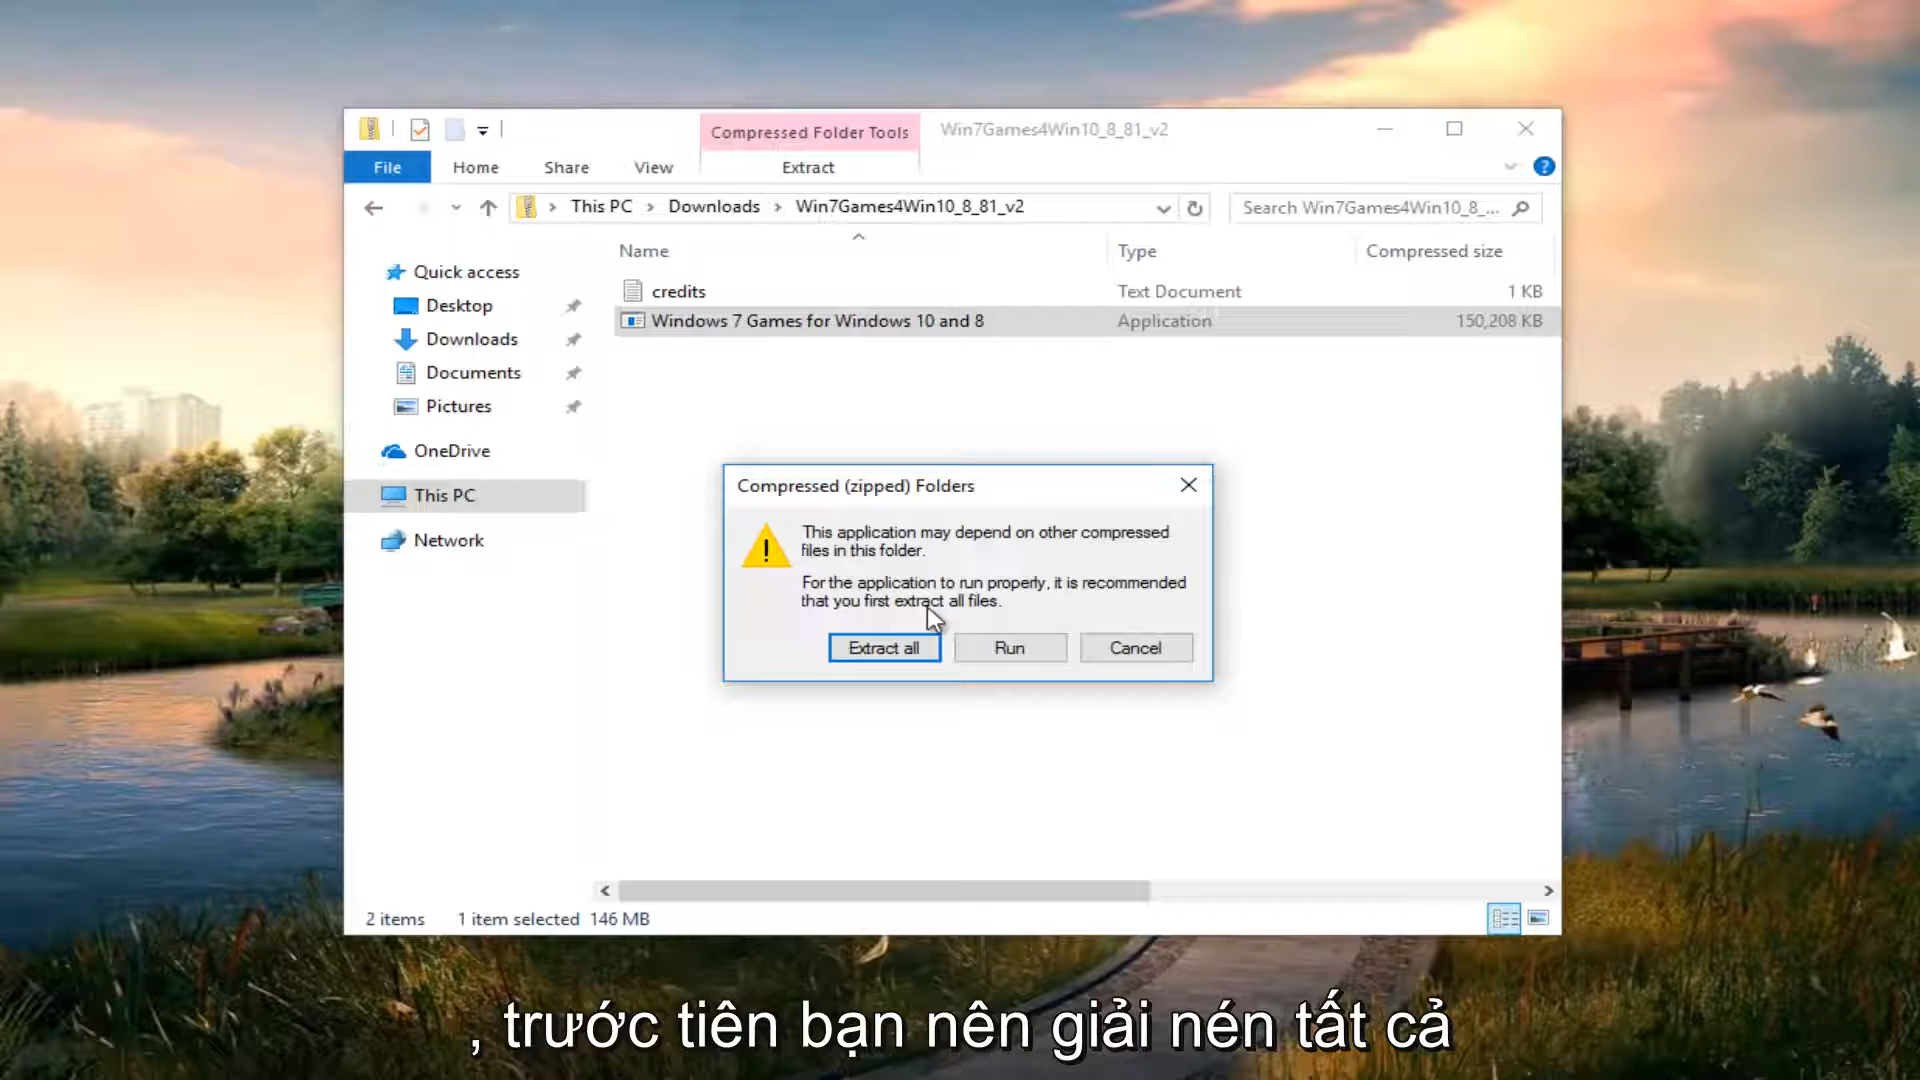 Compressed Folder Tools
Win7Games4Win10_8_81_v2
File
Home
Share
View
Extract
This PC
Downloads
Win7Games4Win10_8_81_v2
Search Win7Games4Win10_8_...
Name
Type
Compressed size
Quick access
Desktop
Downloads
Documents
Pictures
OneDrive
This PC
Network
credits
Text Document
1 KB
Windows 7 Games for Windows 10 and 8
Application
150,208 KB
Compressed (zipped) Folders
This application may depend on other compressed
files in this folder.
For the application to run properly, it is recommended
that you first extract all files.
Extract all
Run
Cancel
2 items
1 item selected 146 MB
, trước tiên bạn nên giải nén tất cả